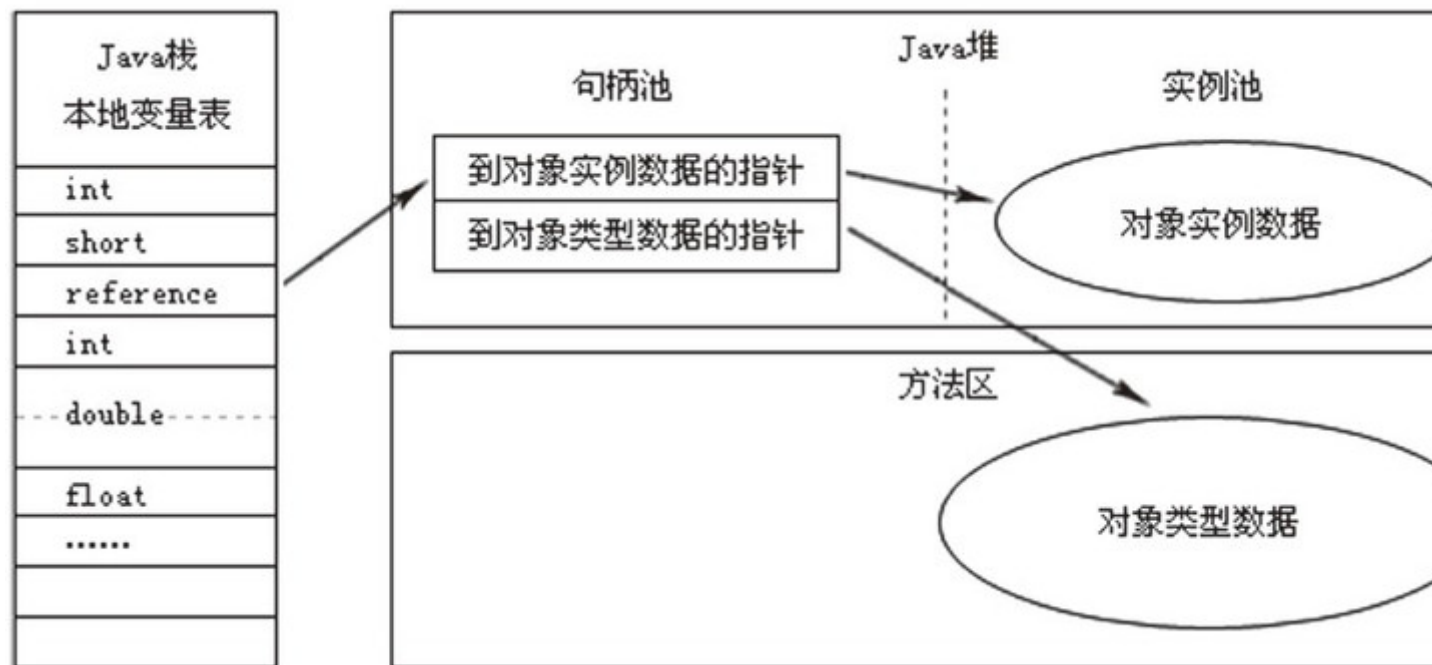 Java栈
本地变量表
int
short
reference
int
double
float
......
Java堆
句柄池
实例池
到对象实例数据的指针
到对象类型数据的指针
对象实例数据
方法区
对象类型数据